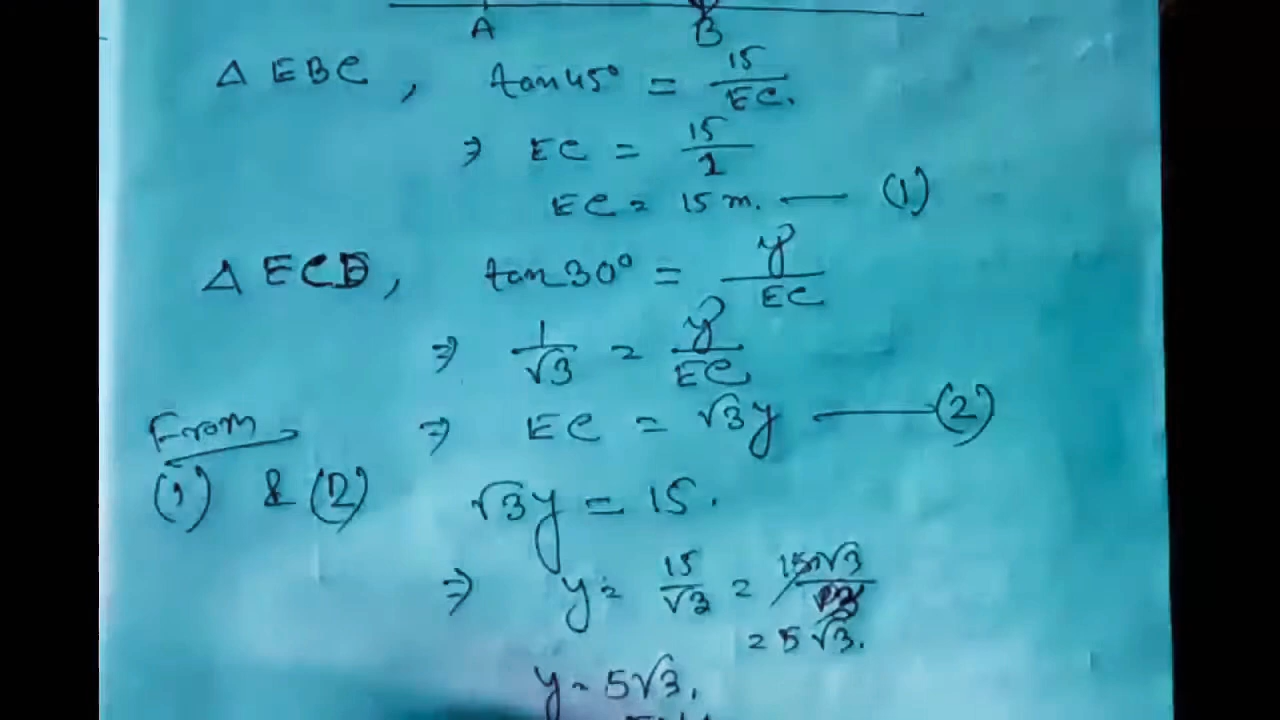 A B
△ EBC, tan45° = 15/EC.
⇒ EC = 15/1
EC = 15 m. — (1)
△ ECD, tan30° = y/EC
⇒ 1/√3 = y/EC
From ⇒ EC = √3y — (2)
(1) & (2) √3y = 15.
⇒ y = 15/√3 = 15×√3/
= 5√3.
y = 5√3.